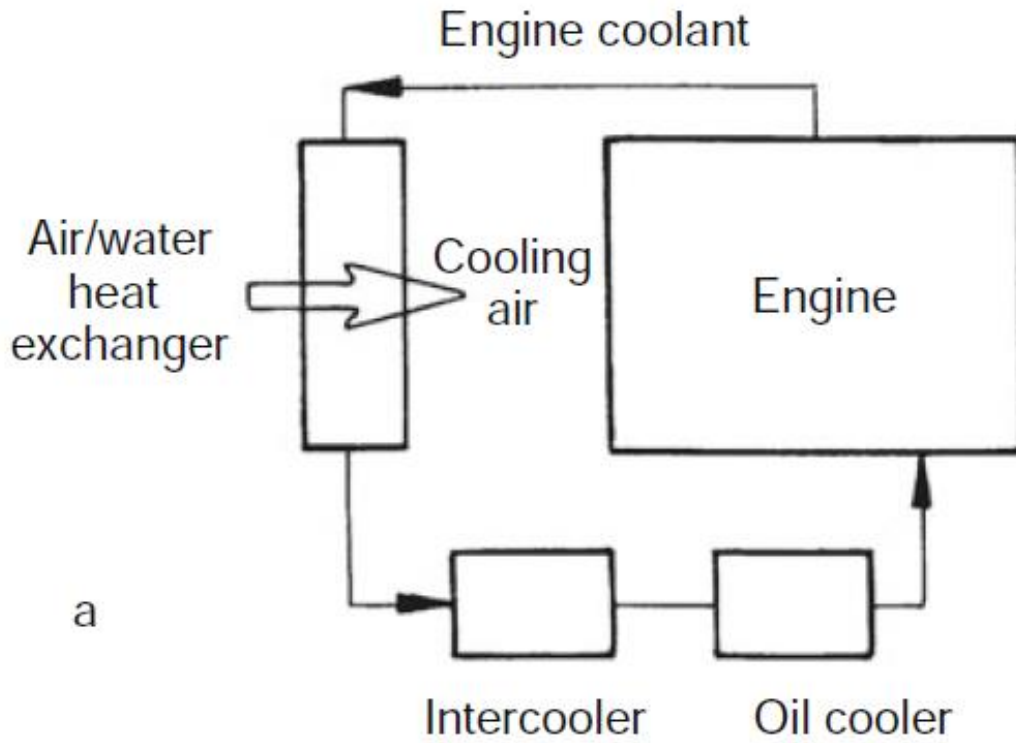 Engine coolant
Air/water
heat
exchanger
Cooling
air
Engine
a
Intercooler
Oil cooler